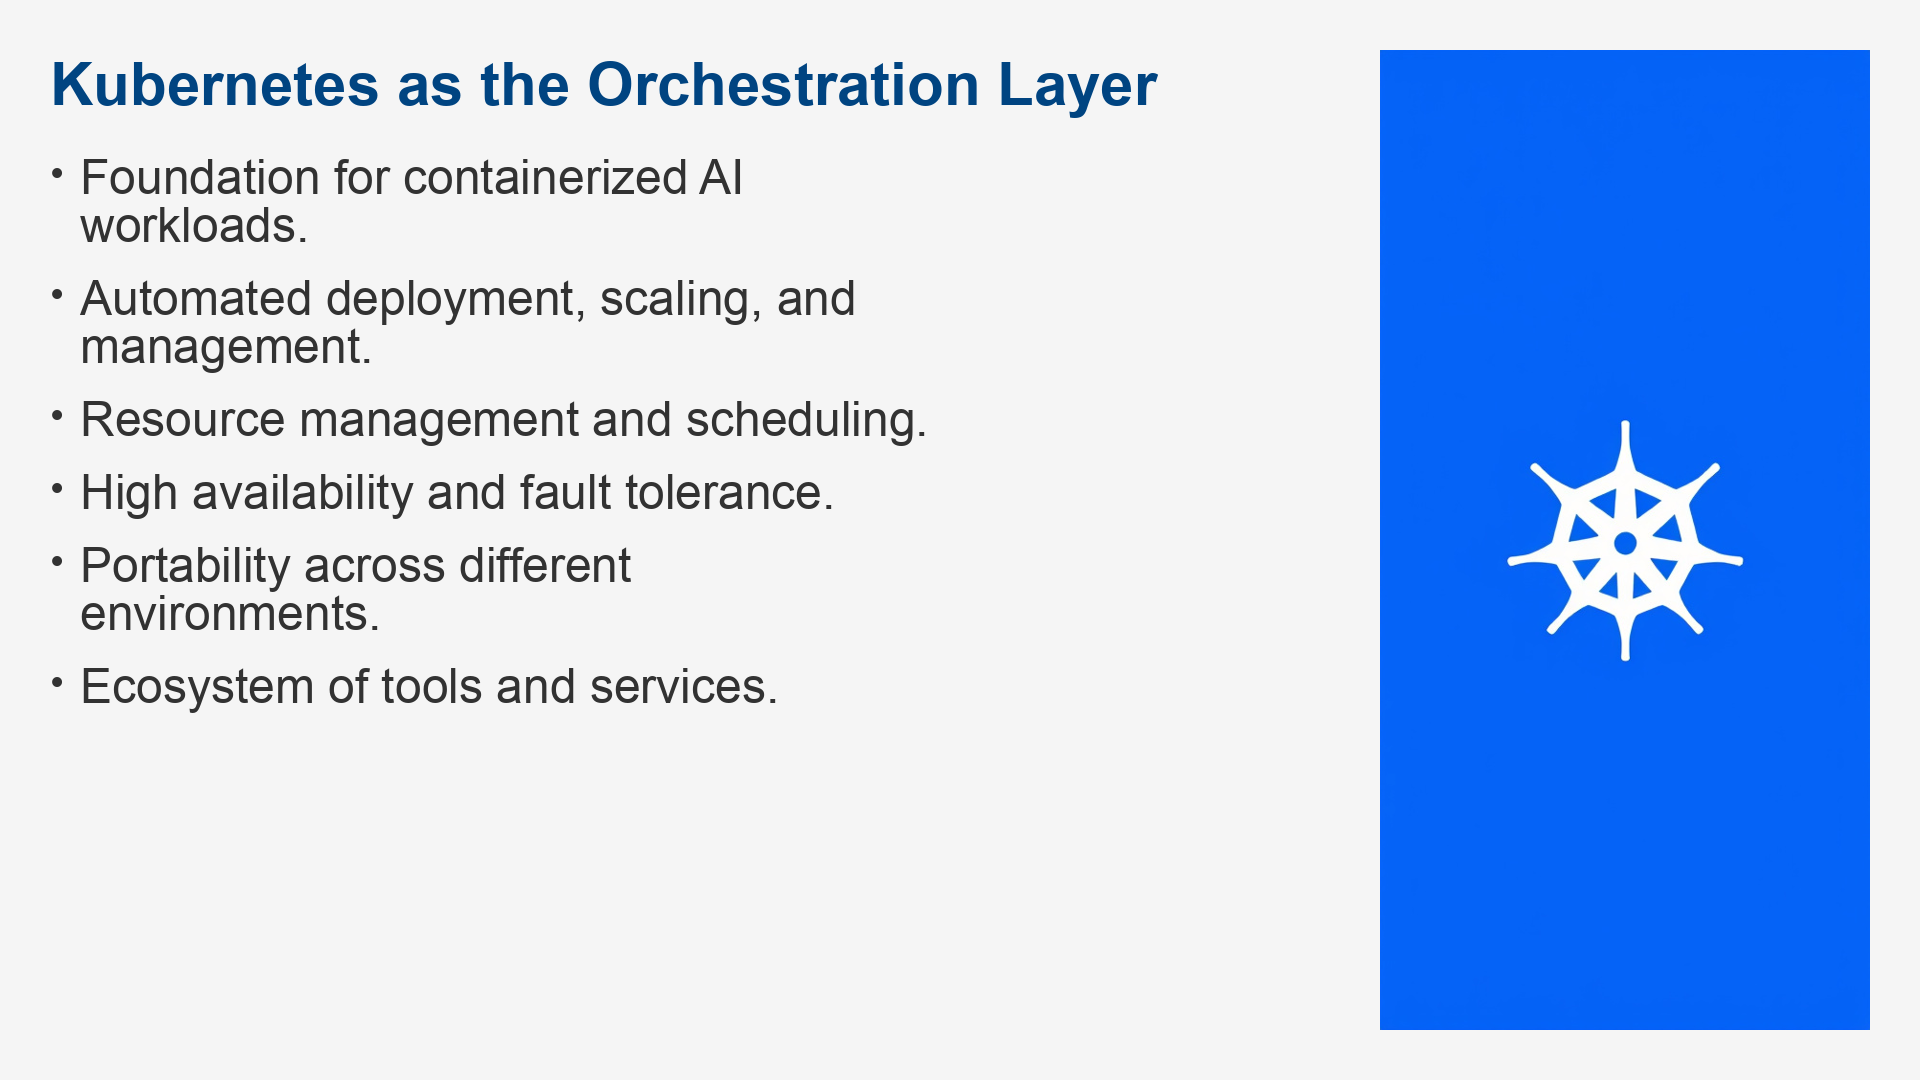 Kubernetes as the Orchestration Layer
• Foundation for containerized AI
workloads.
• Automated deployment, scaling, and
management.
• Resource management and scheduling.
• High availability and fault tolerance.
• Portability across different
environments.
• Ecosystem of tools and services.